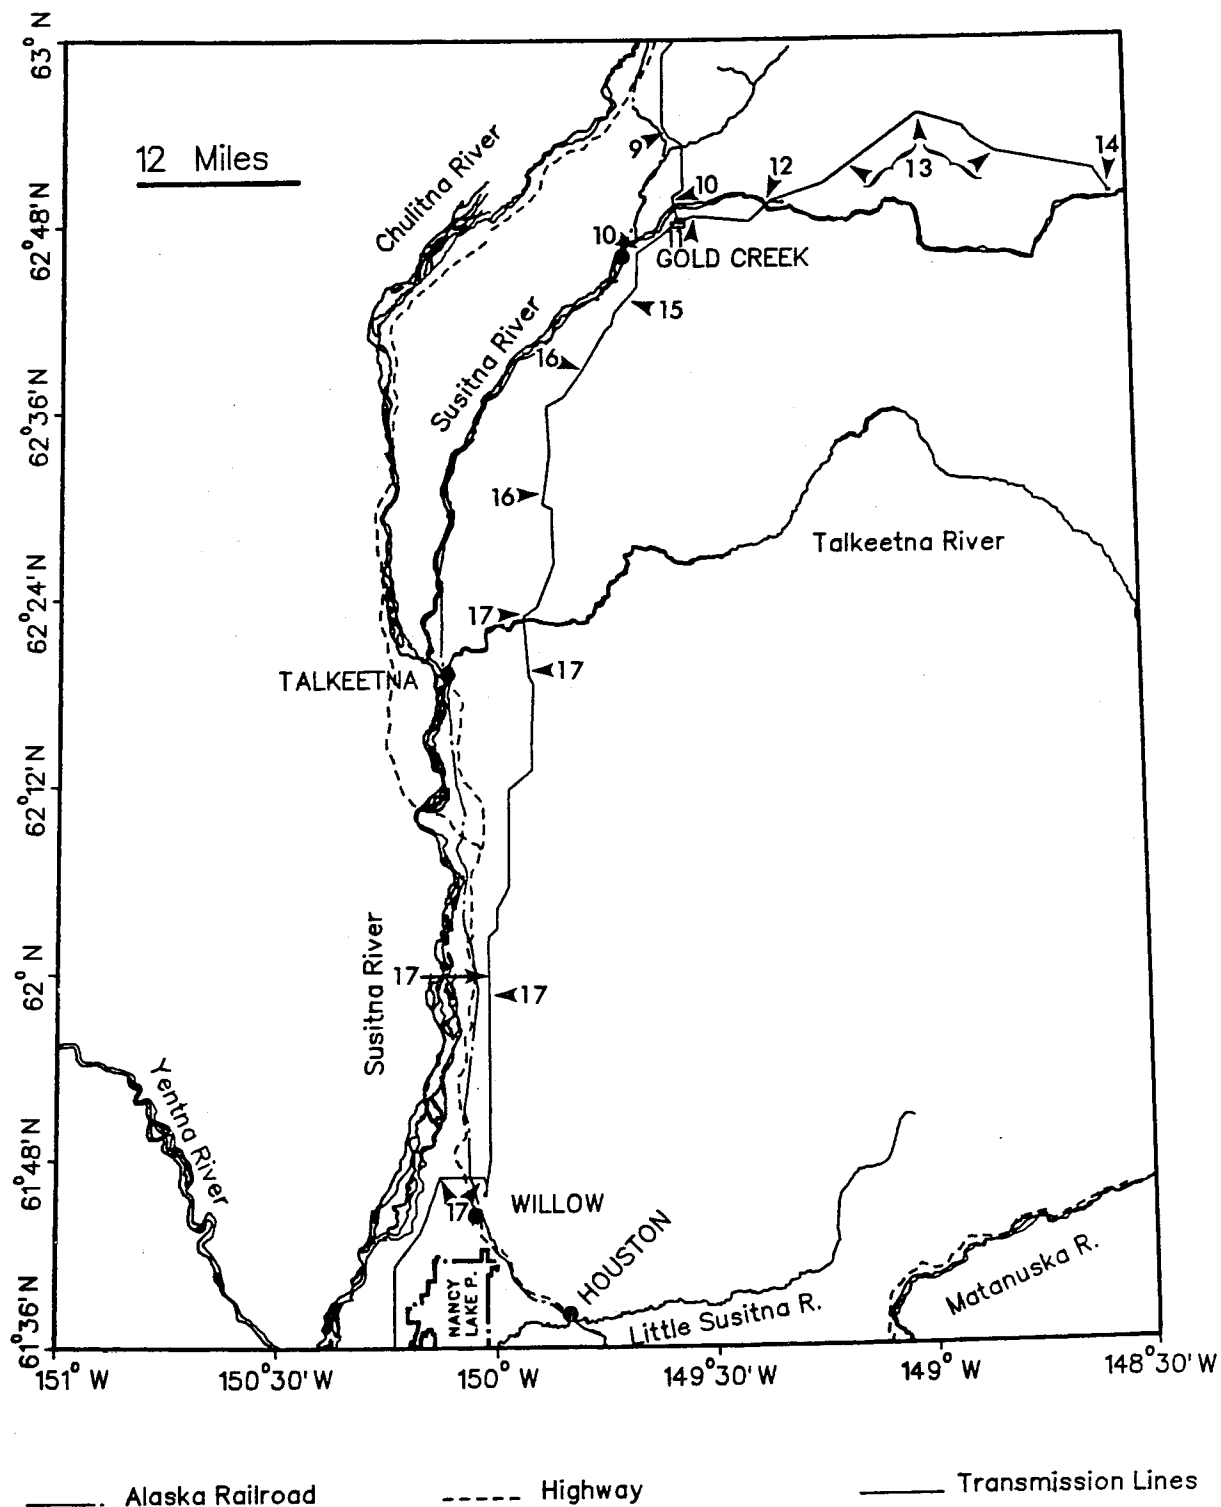 63° N
12 Miles
Chulitna River
9
10
12
13
14
62° 48' N
10
11
GOLD CREEK
15
Susitna River
16
62° 36' N
16
Talkeetna River
62° 24' N
17
17
TALKEETNA
62° 12' N
Susitna River
62° N
17
17
Yentna River
61° 48' N
17
WILLOW
HOUSTON
NANCY
LAKE P.
Little Susitna R.
Matanuska R.
61° 36' N
151° W
150° 30' W
150° W
149° 30' W
149° W
148° 30' W
Alaska Railroad
Highway
Transmission Lines